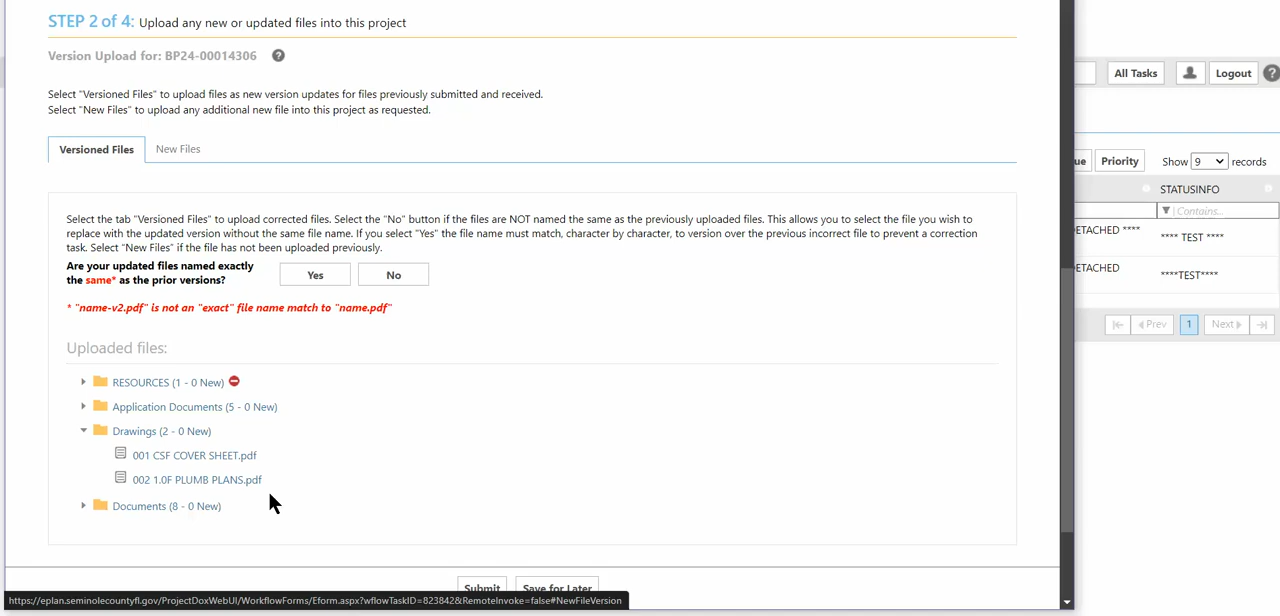 STEP 2 of 4: Upload any new or updated files into this project
Version Upload for: BP24-00014306 ?
Select "Versioned Files" to upload files as new version updates for files previously submitted and received.
Select "New Files" to upload any additional new file into this project as requested.
Versioned Files New Files
Select the tab "Versioned Files" to upload corrected files. Select the "No" button if the files are NOT named the same as the previously uploaded files. This allows you to select the file you wish to
replace with the updated version without the same file name. If you select "Yes" the file name must match, character by character, to version over the previous incorrect file to prevent a correction
task. Select "New Files" if the file has not been uploaded previously.
Are your updated files named exactly
the same* as the prior versions?
Yes No
* "name-v2.pdf" is not an "exact" file name match to "name.pdf"
Uploaded files:
RESOURCES (1 - 0 New)
Application Documents (5 - 0 New)
Drawings (2 - 0 New)
001 CSF COVER SHEET.pdf
002 1.0F PLUMB PLANS.pdf
Documents (8 - 0 New)
Submit Save for Later
https://eplan.seminolecountyfl.gov/ProjectDoxWebUI/WorkflowForms/Eform.aspx?wflowTaskID=823842&RemoteInvoke=false#NewFileVersion
All Tasks Logout ?
ue Priority Show 9 records
STATUSINFO
Contains...
ETACHED **** **** TEST ****
ETACHED ****TEST****
Prev 1 Next